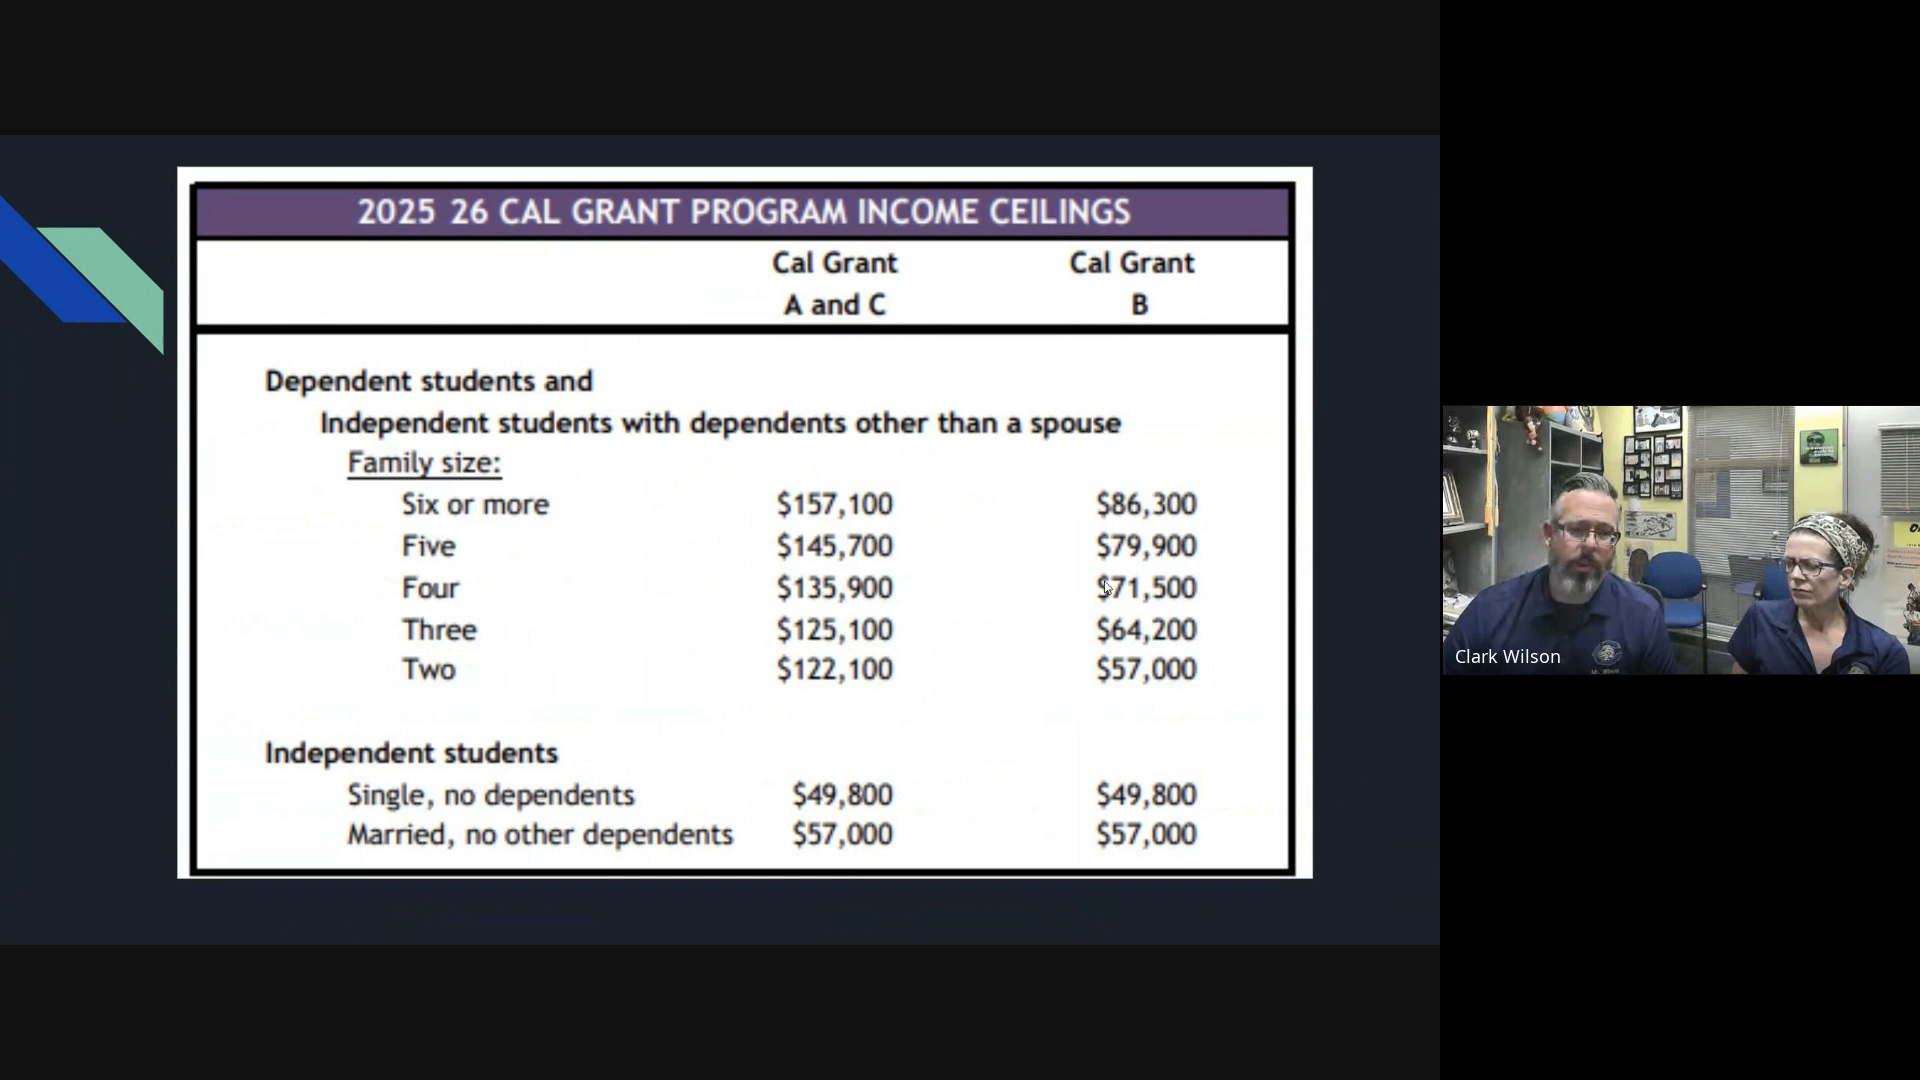 2025 26 CAL GRANT PROGRAM INCOME CEILINGS
Cal Grant Cal Grant
A and C B
Dependent students and
Independent students with dependents other than a spouse
Family size:
Six or more $157,100 $86,300
Five $145,700 $79,900
Four $135,900 $71,500
Three $125,100 $64,200
Two $122,100 $57,000
Independent students
Single, no dependents $49,800 $49,800
Married, no other dependents $57,000 $57,000
Clark Wilson